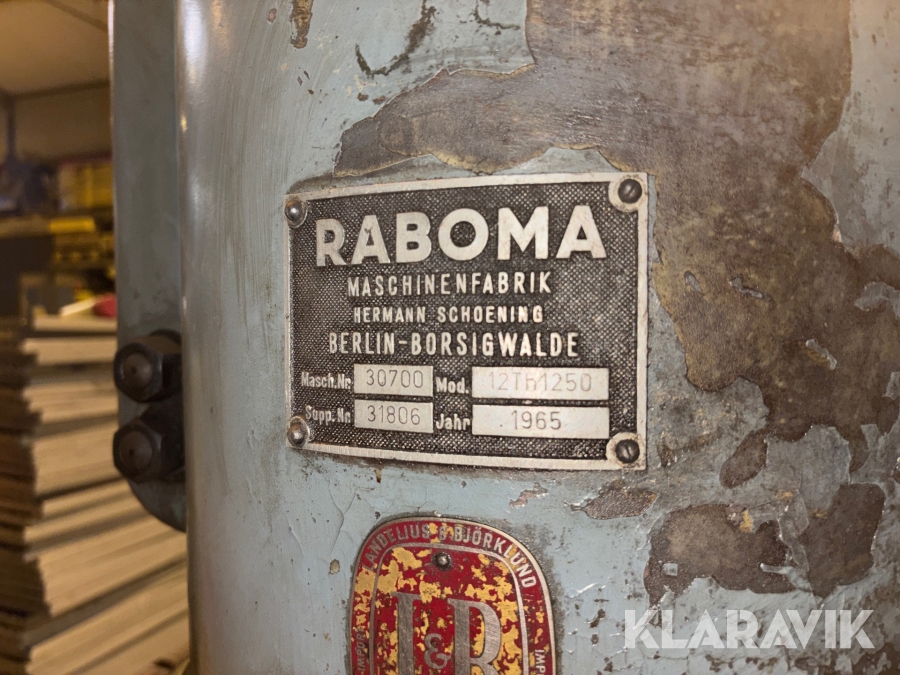 RABOMA
MASCHINENFABRIK
HERMANN SCHOENING
BERLIN-BORSIGWALDE
Masch.Nr. 30700 Mod. 12Th1250
Supp.Nr. 31806 Jahr 1965
LANDELIUS & BJÖRKLUND
L&B
KLARAVIK